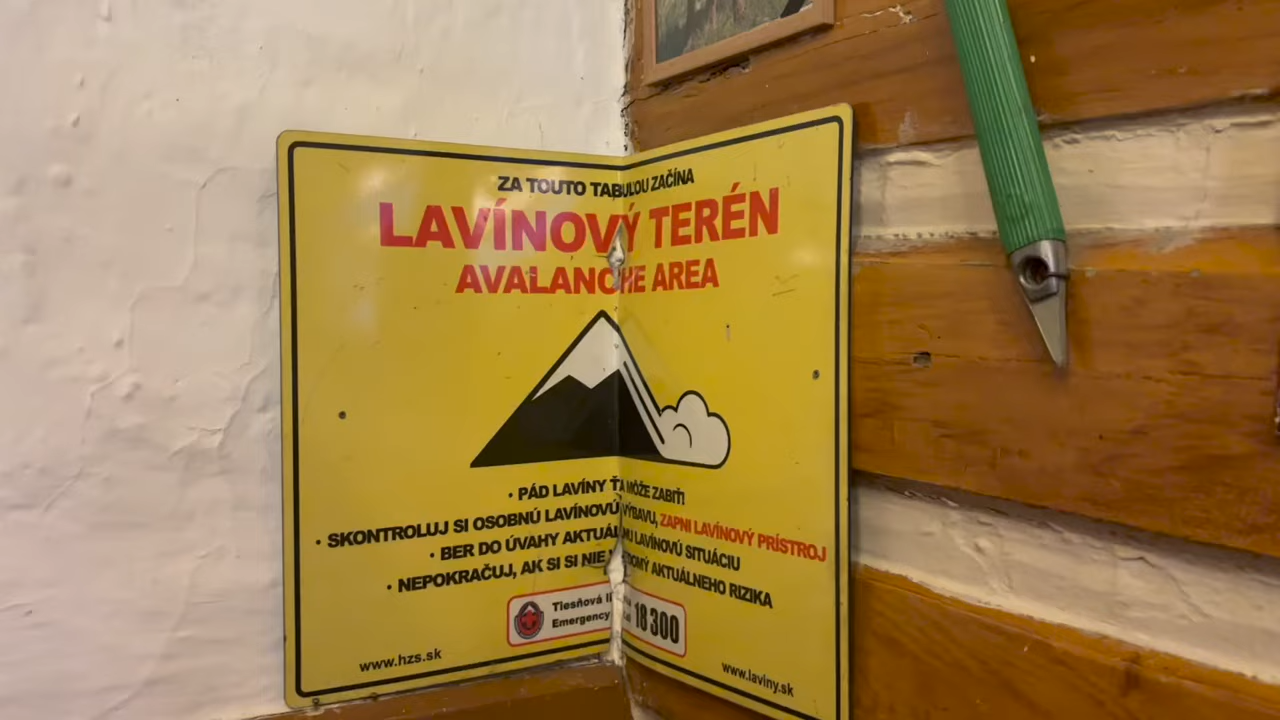 ZA TOUTO TABUĽOU ZAČÍNA
LAVÍNOVÝ TERÉN
AVALANCHE AREA
• PÁD LAVÍNY ŤA MÔŽE ZABIŤ!
• SKONTROLUJ SI OSOBNÚ LAVÍNOVÚ VÝBAVU, ZAPNI LAVÍNOVÝ PRÍSTROJ
• BER DO ÚVAHY AKTUÁLNU LAVÍNOVÚ SITUÁCIU
• NEPOKRAČUJ, AK SI SI NIE VEDOMÝ AKTUÁLNEHO RIZIKA
Tiesňová
Emergency
18 300
www.hzs.sk
www.laviny.sk